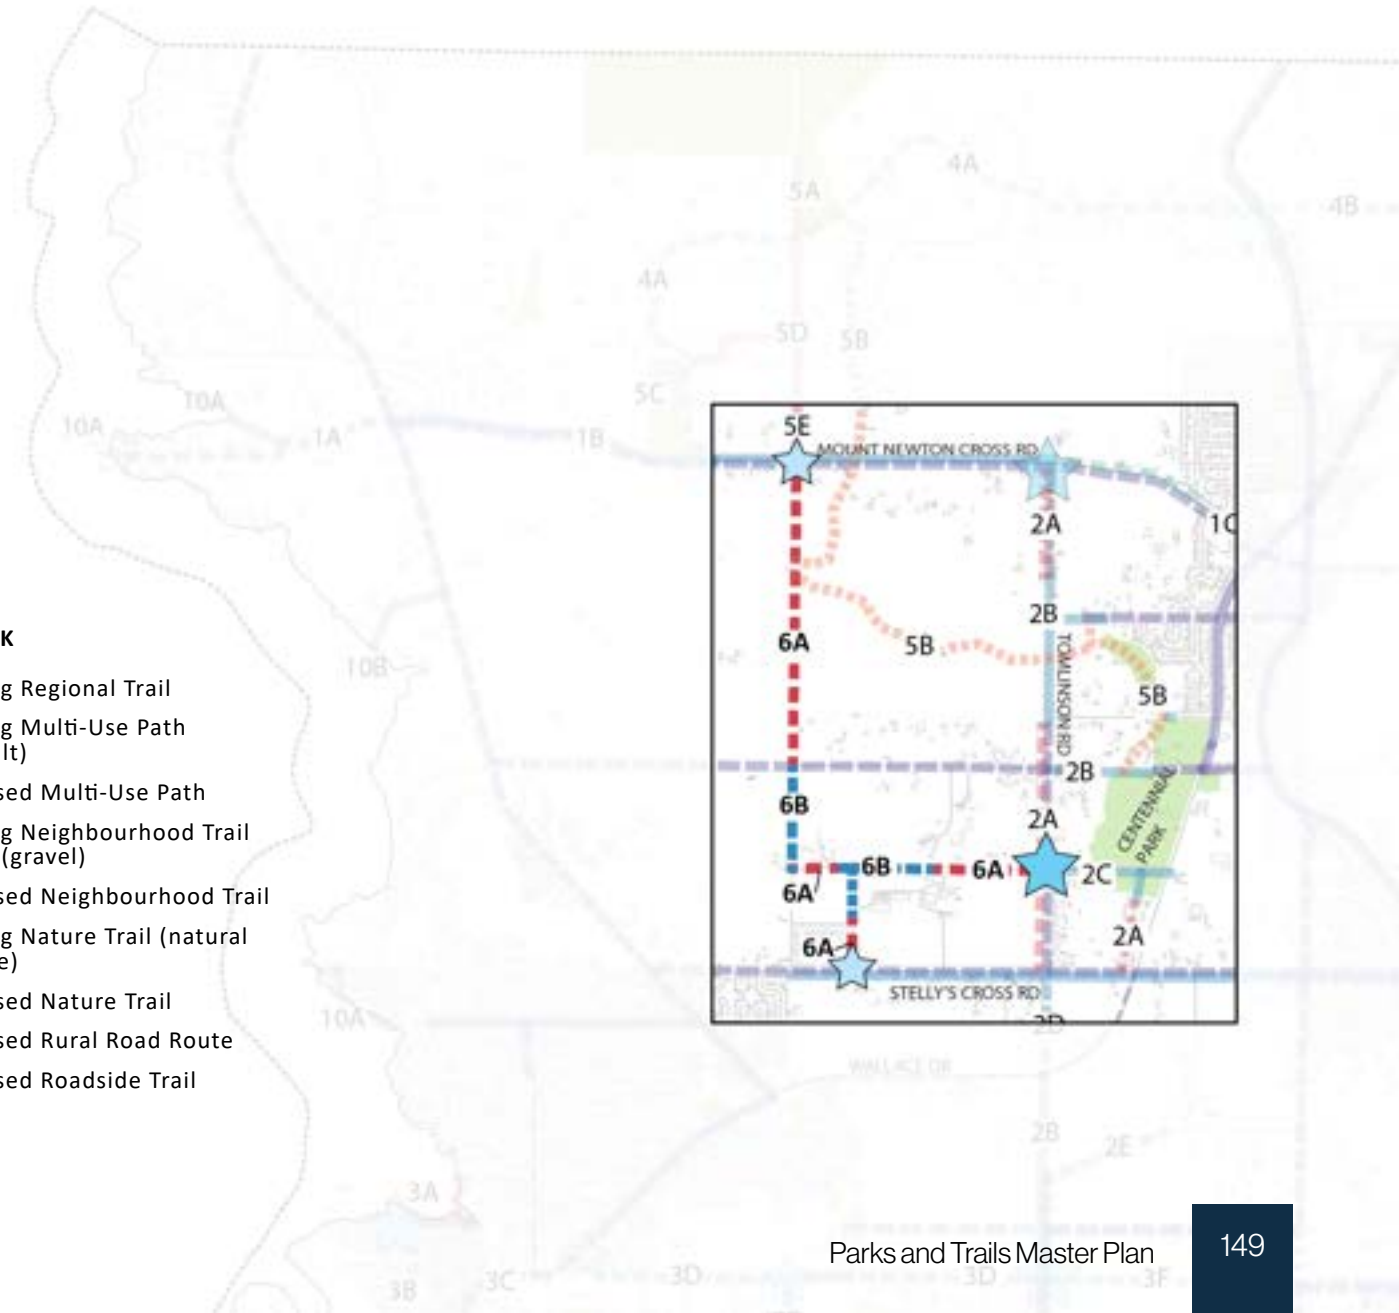 4A
5A
4B
4A
5D
5B
5C
10A
10A
1A
1B
5E
MOUNT NEWTON CROSS RD
2A
1C
2B
6A
5B
TOMLINSON RD
5B
10B
K
g Regional Trail
g Multi-Use Path
lt)
sed Multi-Use Path
g Neighbourhood Trail
(gravel)
sed Neighbourhood Trail
g Nature Trail (natural
e)
sed Nature Trail
sed Rural Road Route
sed Roadside Trail
2B
6B
2A
CENTENNIAL
PARK
6B
6A
2C
6A
2A
6A
STELLY'S CROSS RD
10A
2D
WALLACE DR
2B
2E
3A
Parks and Trails Master Plan
149
3B
3C
3D
3D
3F